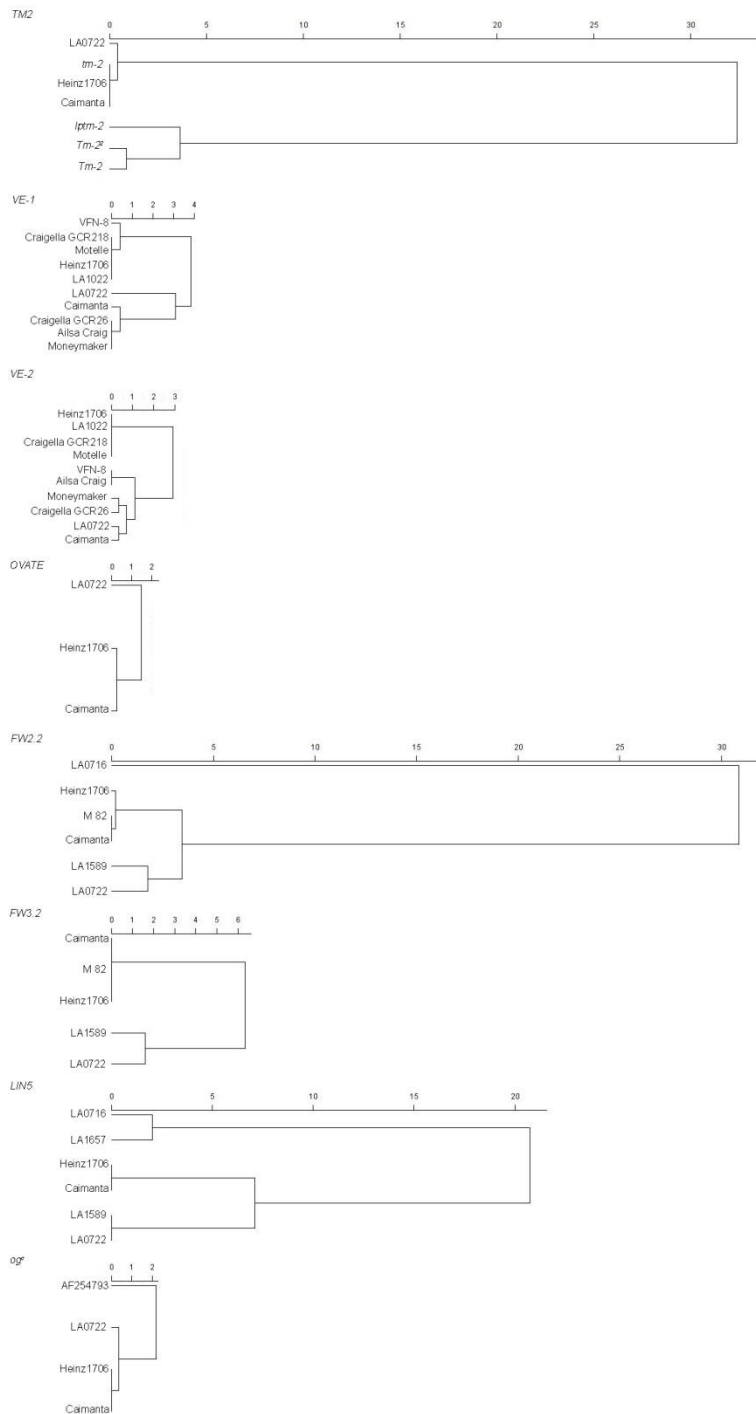 TM2
0 5 10 15 20 25 30
LA0722
tm-2
Heinz1706
Caimanta
lptm-2
Tm-2²
Tm-2
VE-1
0 1 2 3 4
VFN-8
Craigella GCR218
Motelle
Heinz1706
LA1022
LA0722
Caimanta
Craigella GCR26
Ailsa Craig
Moneymaker
VE-2
0 1 2 3
Heinz1706
LA1022
Craigella GCR218
Motelle
VFN-8
Ailsa Craig
Moneymaker
Craigella GCR26
LA0722
Caimanta
OVATE
0 1 2
LA0722
Heinz1706
Caimanta
FW2.2
0 5 10 15 20 25 30
LA0716
Heinz1706
M 82
Caimanta
LA1589
LA0722
FW3.2
0 1 2 3 4 5 6
Caimanta
M 82
Heinz1706
LA1589
LA0722
LIN5
0 5 10 15 20
LA0716
LA1657
Heinz1706
Caimanta
LA1589
LA0722
ogᶜ
0 1 2
AF254793
LA0722
Heinz1706
Caimanta